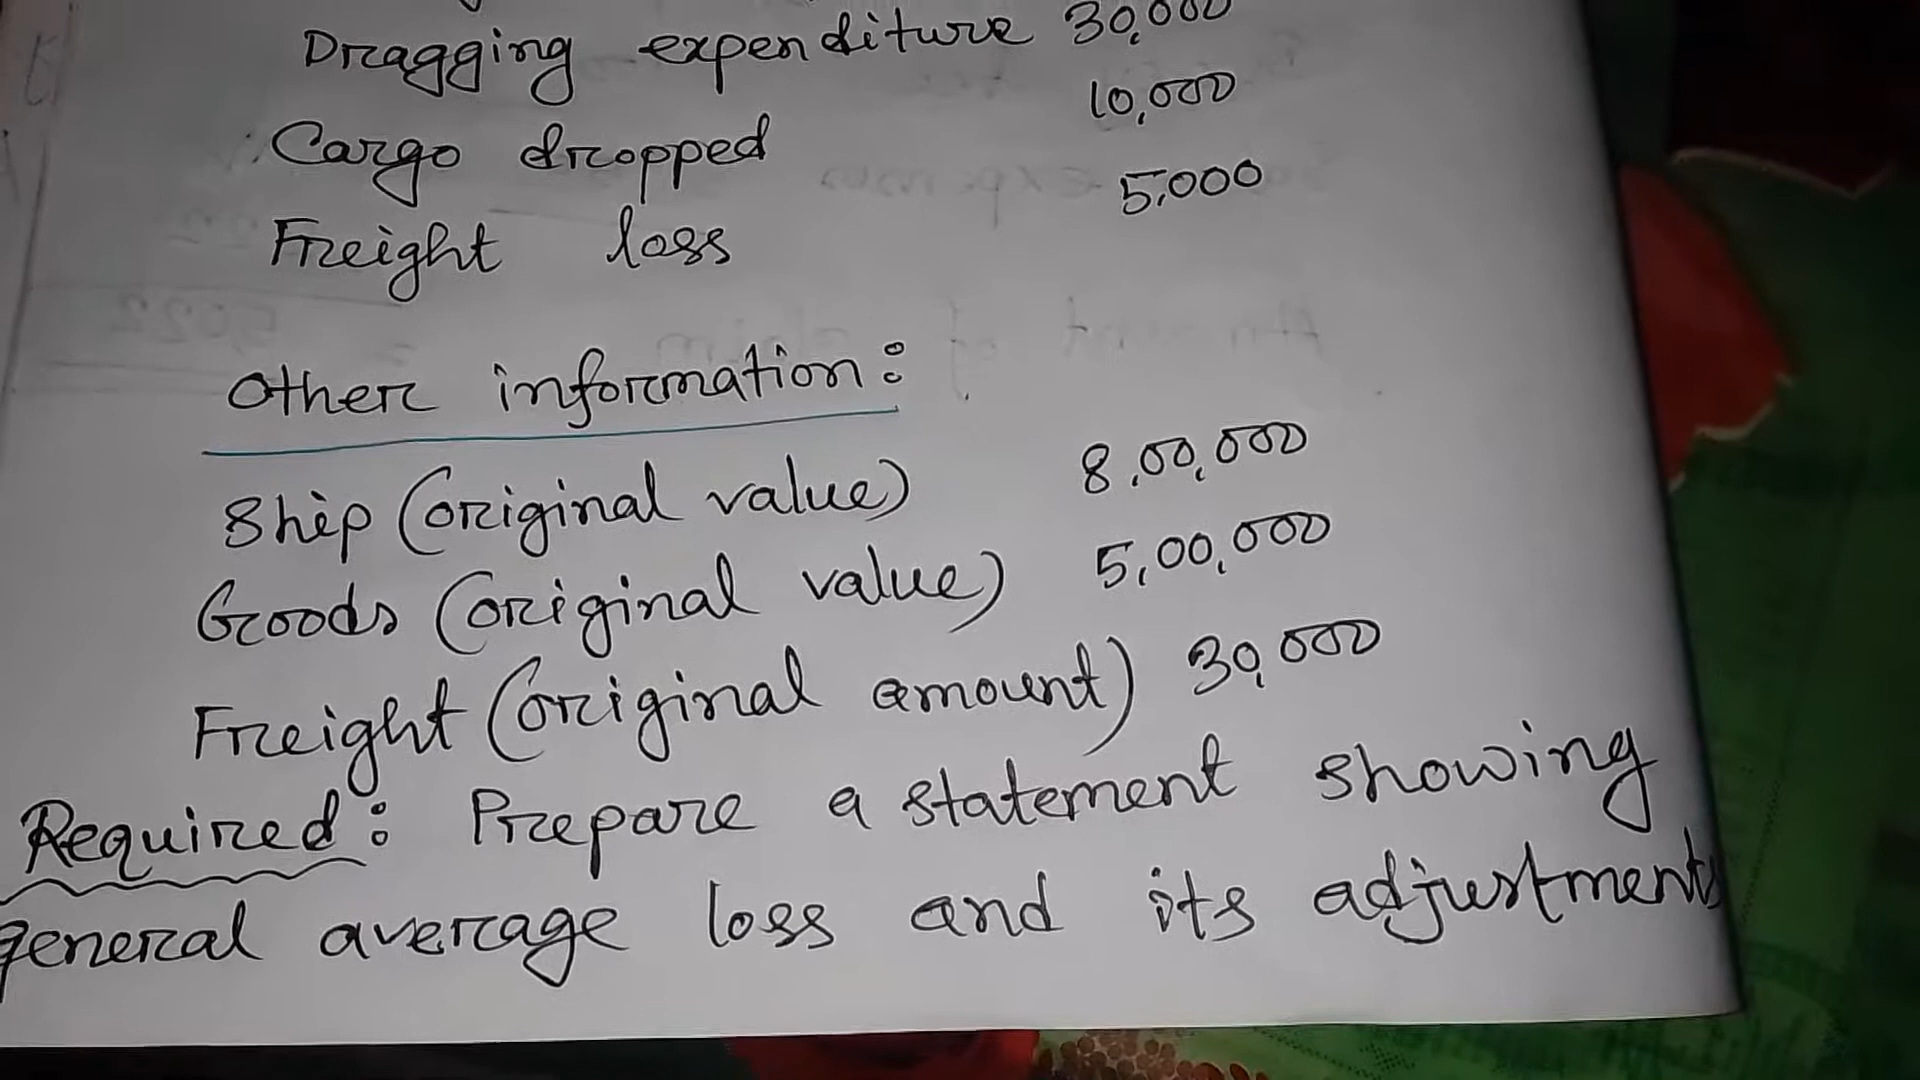 Dragging expenditure 30,000
Cargo dropped 10,000
Freight loss 5,000
Other information:
Ship (original value) 8,00,000
Goods (original value) 5,00,000
Freight (original amount) 30,000
Required: Prepare a statement showing
general average loss and its adjustments